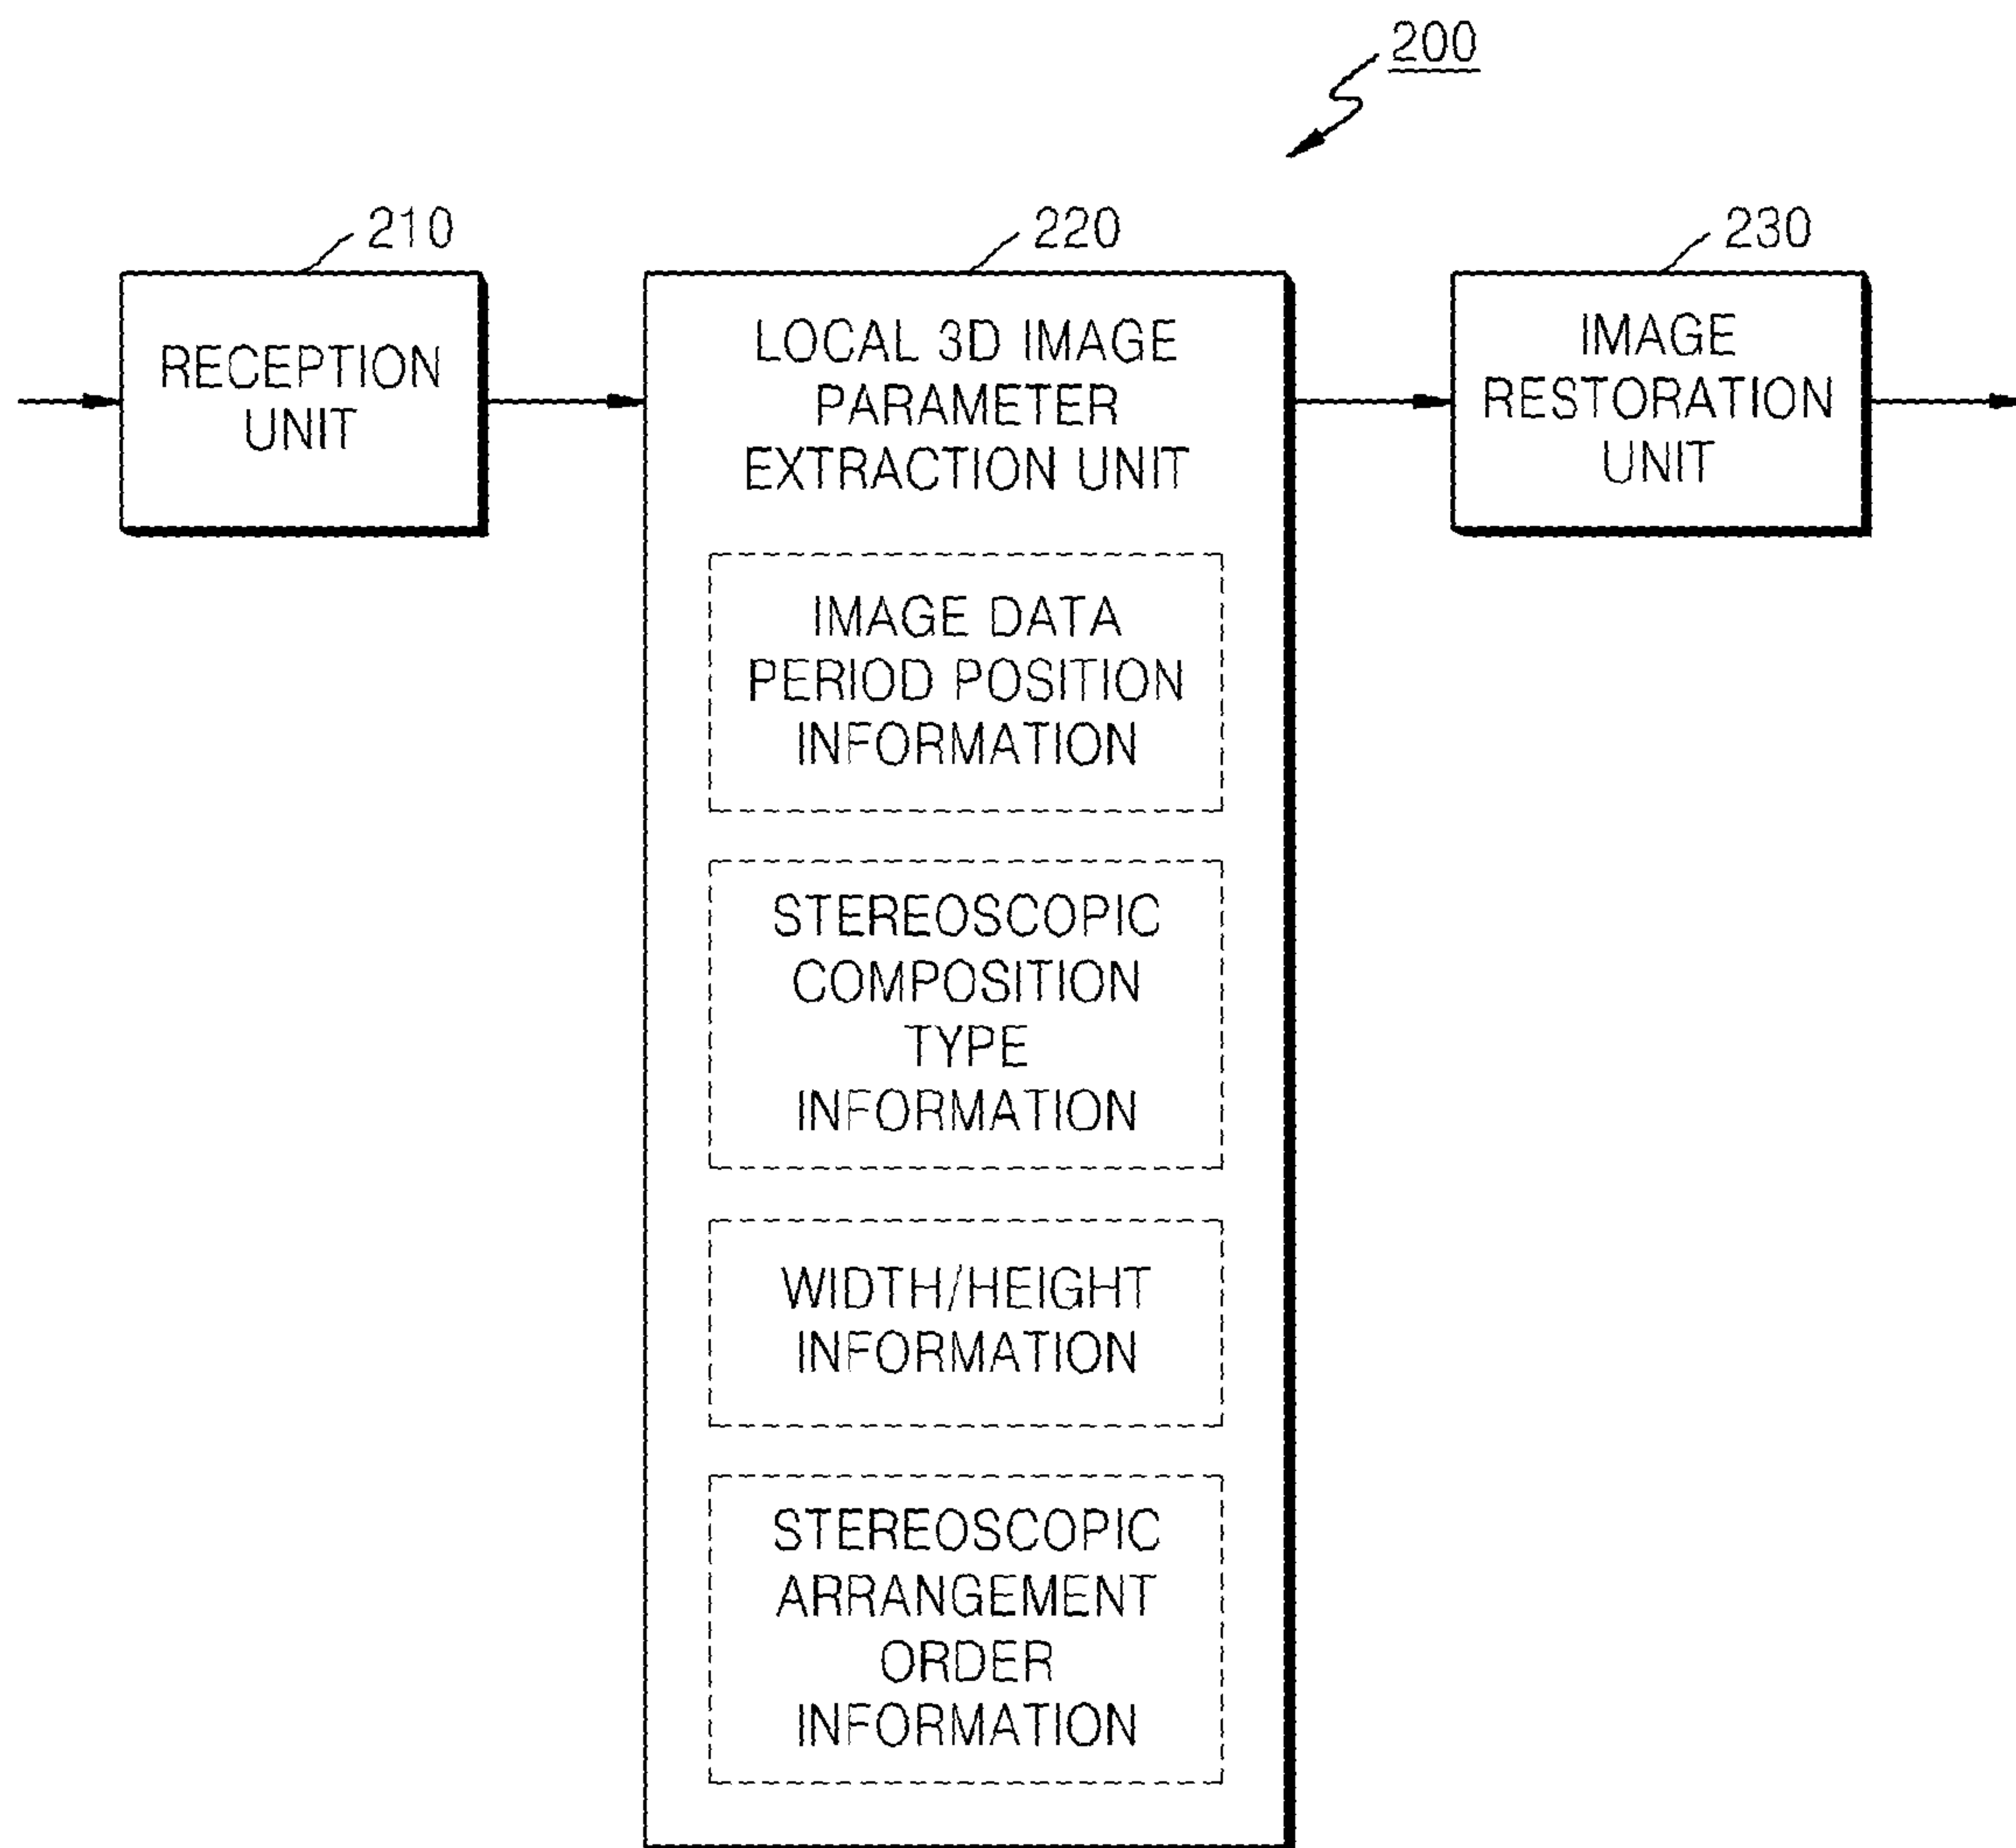 200
210
220
230
RECEPTION
UNIT
LOCAL 3D IMAGE
PARAMETER
EXTRACTION UNIT
IMAGE
RESTORATION
UNIT
IMAGE DATA
PERIOD POSITION
INFORMATION
STEREOSCOPIC
COMPOSITION
TYPE
INFORMATION
WIDTH/HEIGHT
INFORMATION
STEREOSCOPIC
ARRANGEMENT
ORDER
INFORMATION